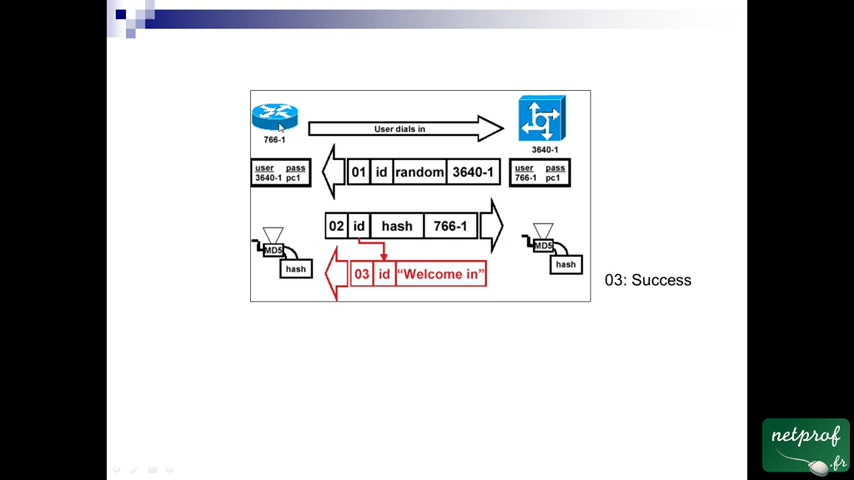 User dials in
766-1
3640-1
user pass
3640-1 pc1
01 id random 3640-1
user pass
766-1 pc1
02 id hash 766-1
MD5
hash
MD5
hash
03 id “Welcome in”
03: Success
netprof
.fr